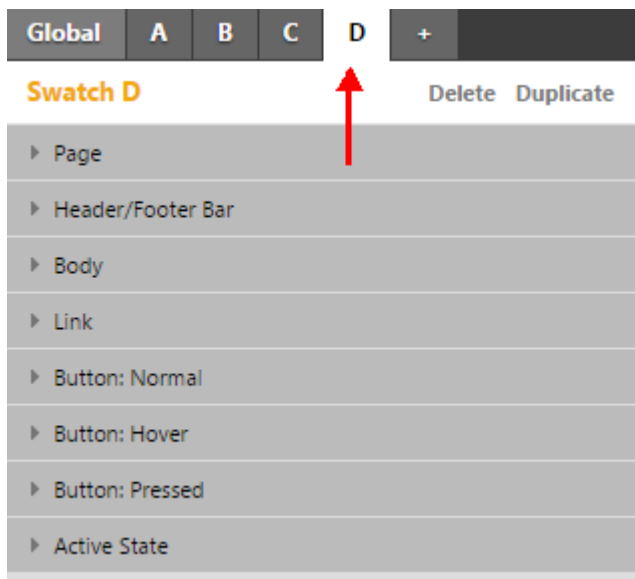 Global A B C D +
Swatch D Delete Duplicate
Page
Header/Footer Bar
Body
Link
Button: Normal
Button: Hover
Button: Pressed
Active State